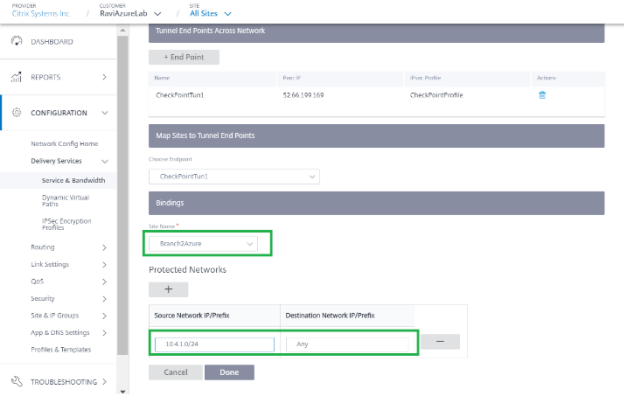 PROVIDER CUSTOMER SITE
Citrix Systems Inc. / RaviAzureLab / All Sites
DASHBOARD
REPORTS
CONFIGURATION
Network Config Home
Delivery Services
Service & Bandwidth
Dynamic Virtual
Paths
IPSec Encryption
Profiles
Routing
Link Settings
QoS
Security
Site & IP Groups
App & DNS Settings
Profiles & Templates
TROUBLESHOOTING
Tunnel End Points Across Network
+ End Point
Name Peer IP IPsec Profile Actions
CheckPointTun1 52.66.199.169 CheckPointProfile
Map Sites to Tunnel End Points
Choose Endpoint
CheckPointTun1
Bindings
Site Name *
Branch2Azure
Protected Networks
+
Source Network IP/Prefix Destination Network IP/Prefix
10.4.1.0/24 Any
Cancel Done